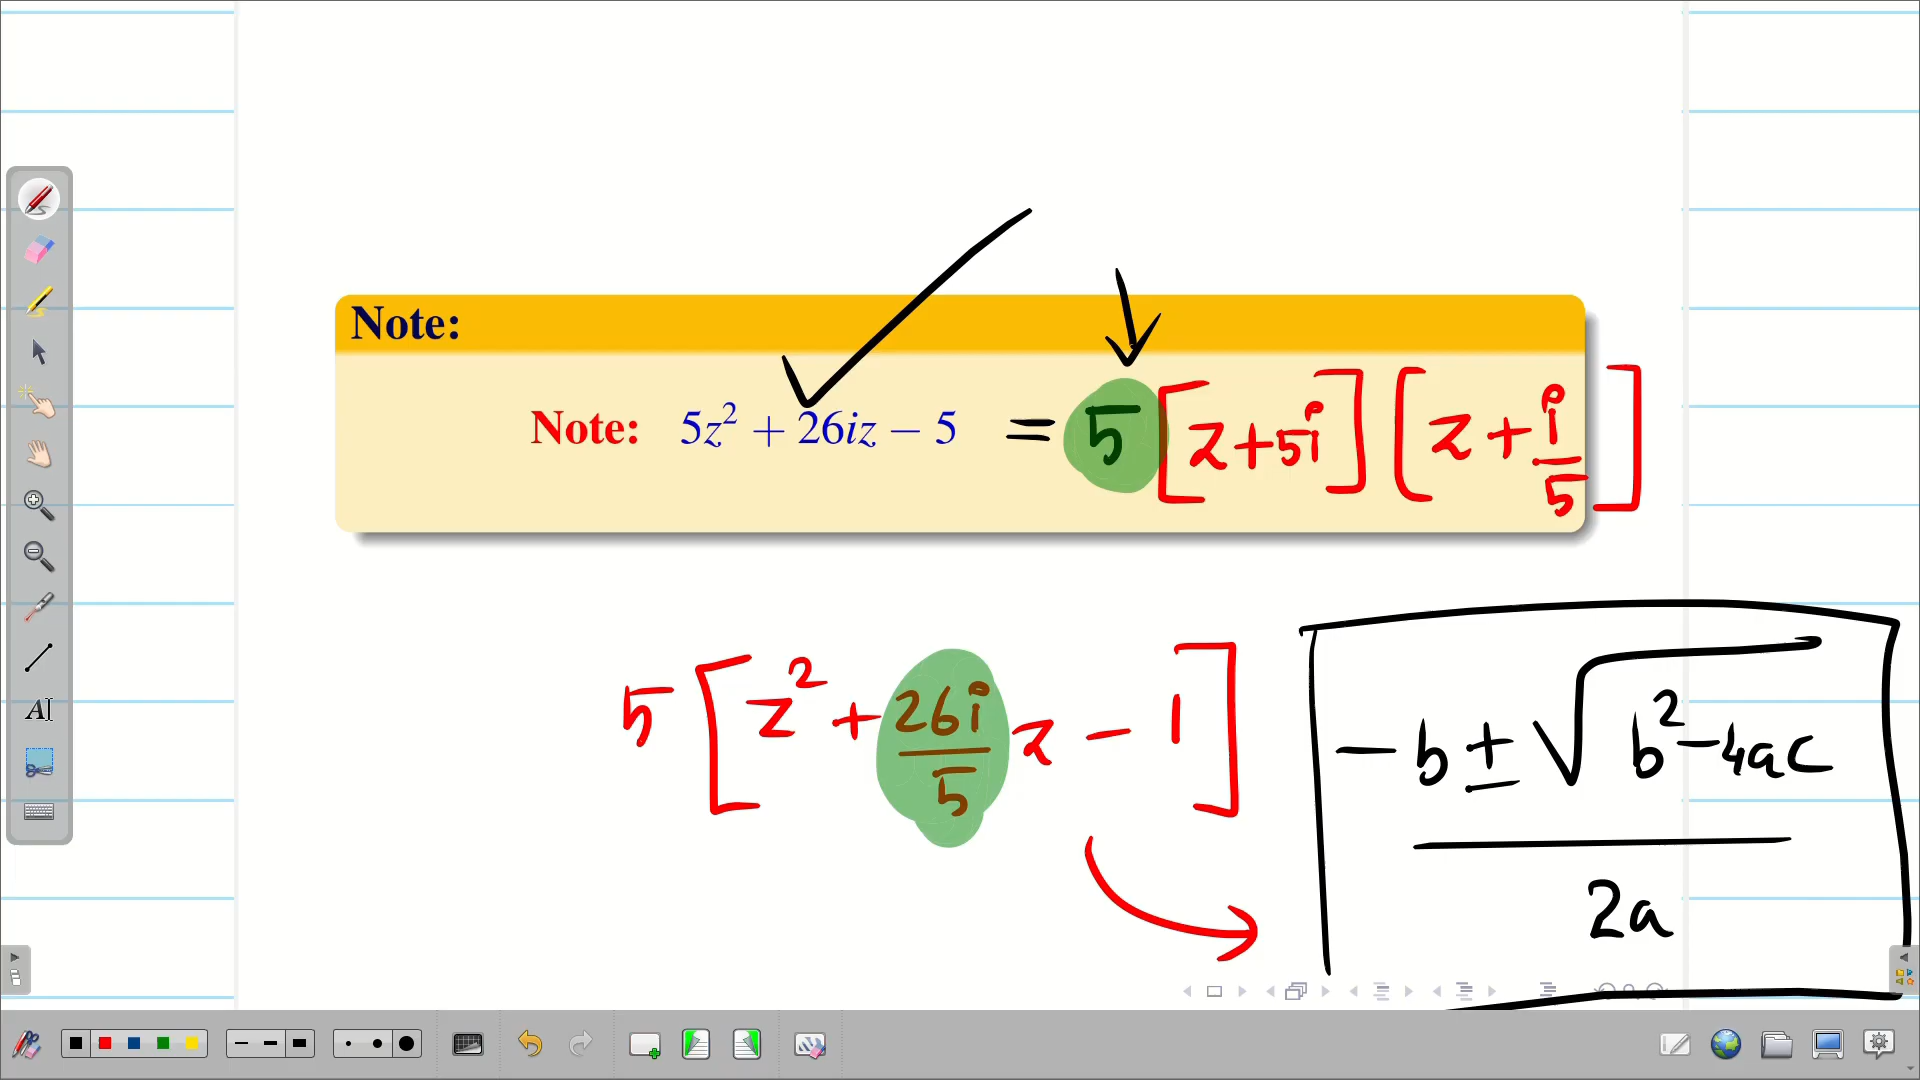 Note:
Note: 5z² + 26iz − 5 = 5 [z + 5i] [z + i/5]
5 [z² + 26i/5 z − 1]
−b ± √(b² − 4ac)
2a
A